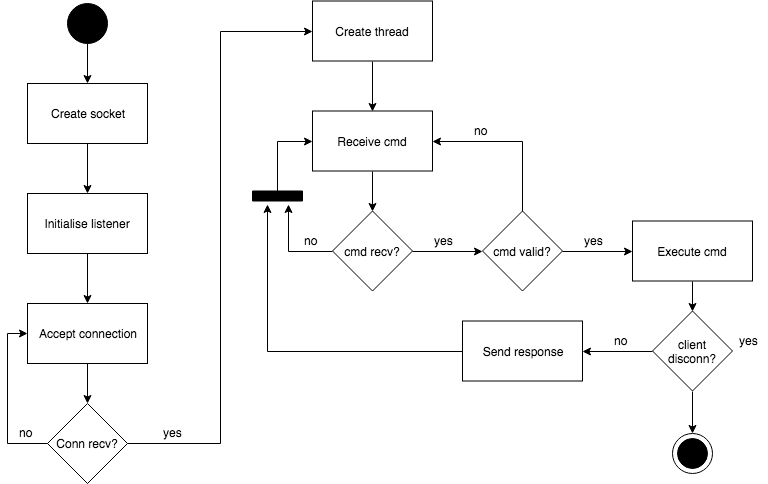 Create thread
Create socket
Receive cmd
no
Initialise listener
no
cmd recv?
yes
cmd valid?
yes
Execute cmd
Accept connection
Send response
no
client
disconn?
yes
no
Conn recv?
yes